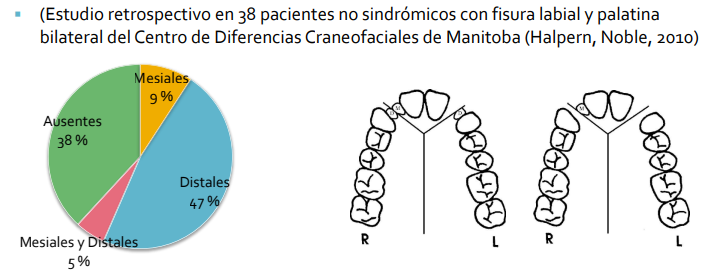 (Estudio retrospectivo en 38 pacientes no sindrómicos con fisura labial y palatina
bilateral del Centro de Diferencias Craneofaciales de Manitoba (Halpern, Noble, 2010)
Mesiales
9 %
Ausentes
38 %
Distales
47 %
Mesiales y Distales
5 %
R
L
R
L